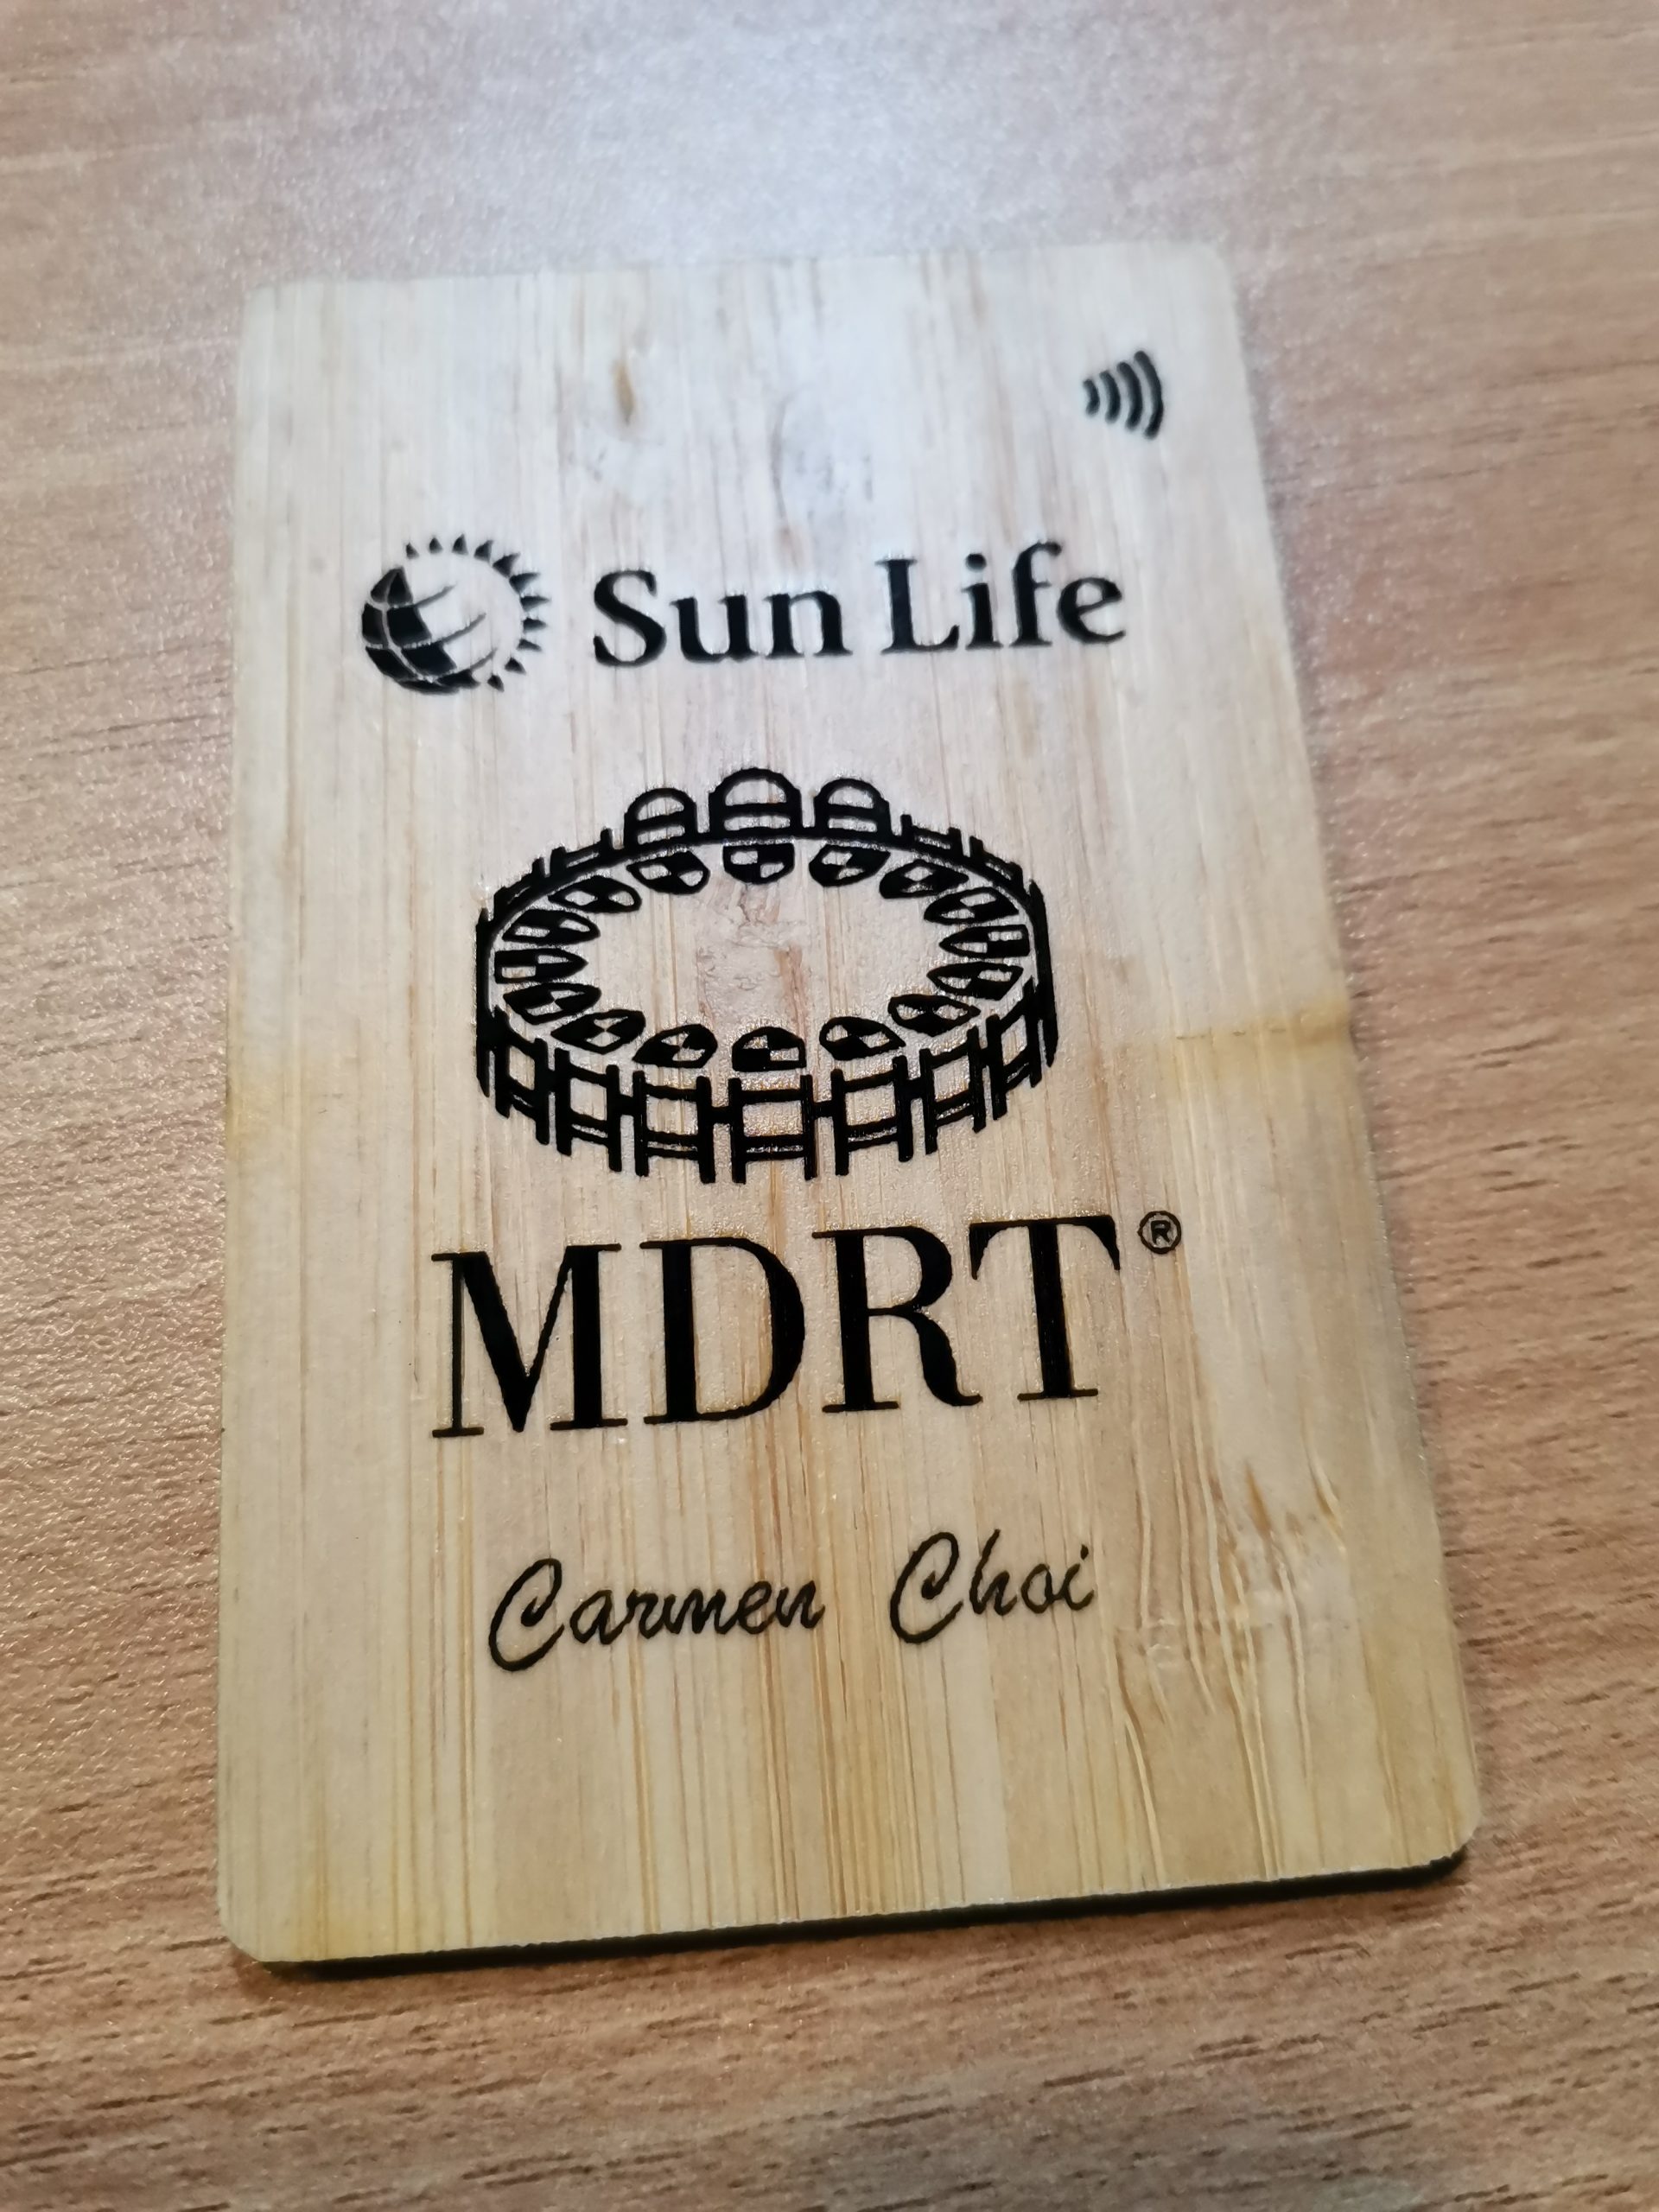 Sun Life
MDRT®
Carmen Choi